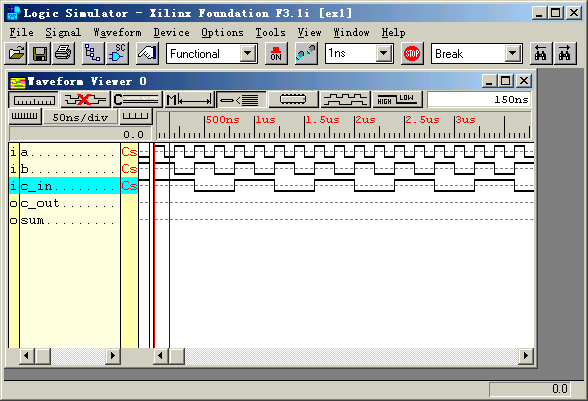 Logic Simulator - Xilinx Foundation F3.1i [ex1]
File Signal Waveform Device Options Tools View Window Help
SC Functional ON 1ns STOP Break
Waveform Viewer 0
C M HIGH LOW 150ns
50ns/div
0.0 500ns 1us 1.5us 2us 2.5us 3us
i a......... Cs
i b......... Cs
i c_in........ Cs
o c_out.......
o sum.........
0.0